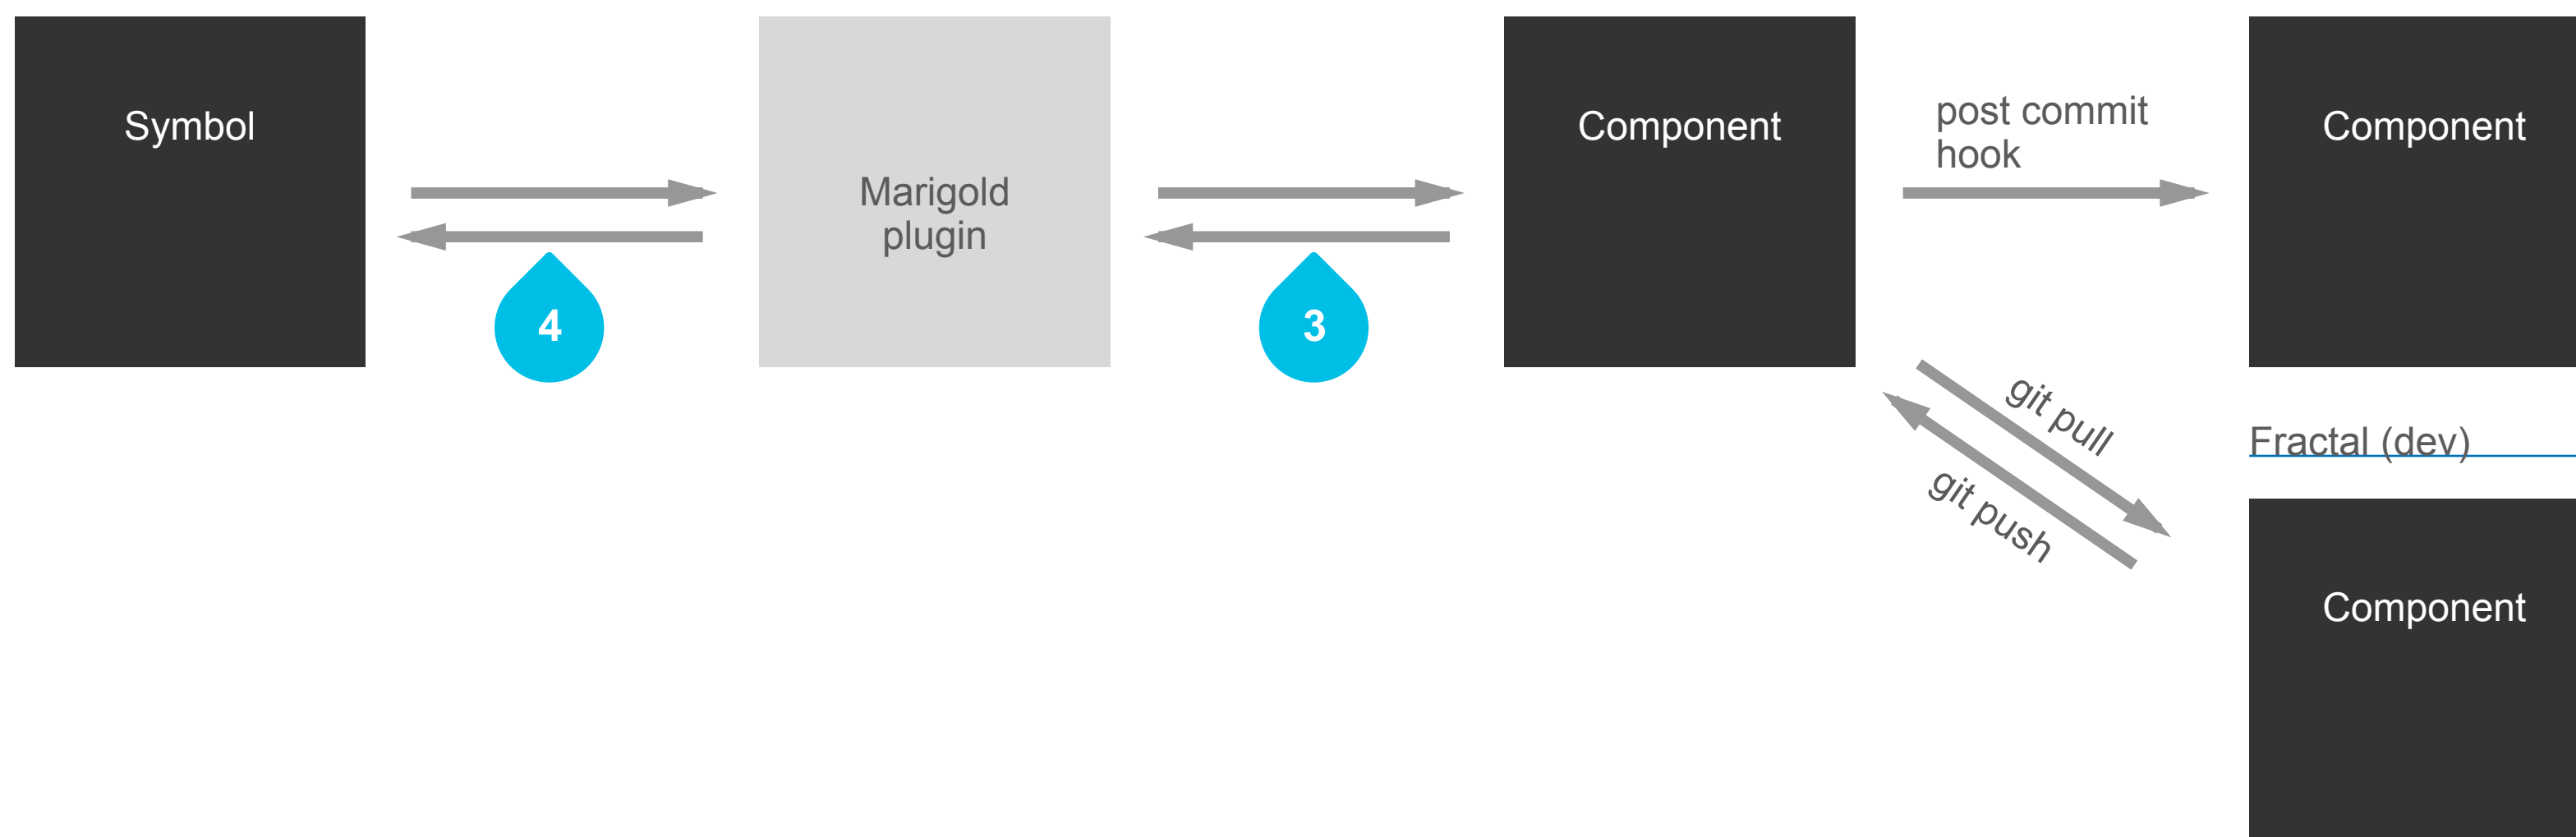 Symbol
Marigold
plugin
Component
post commit
hook
Component
4
3
git pull
git push
Fractal (dev)
Component